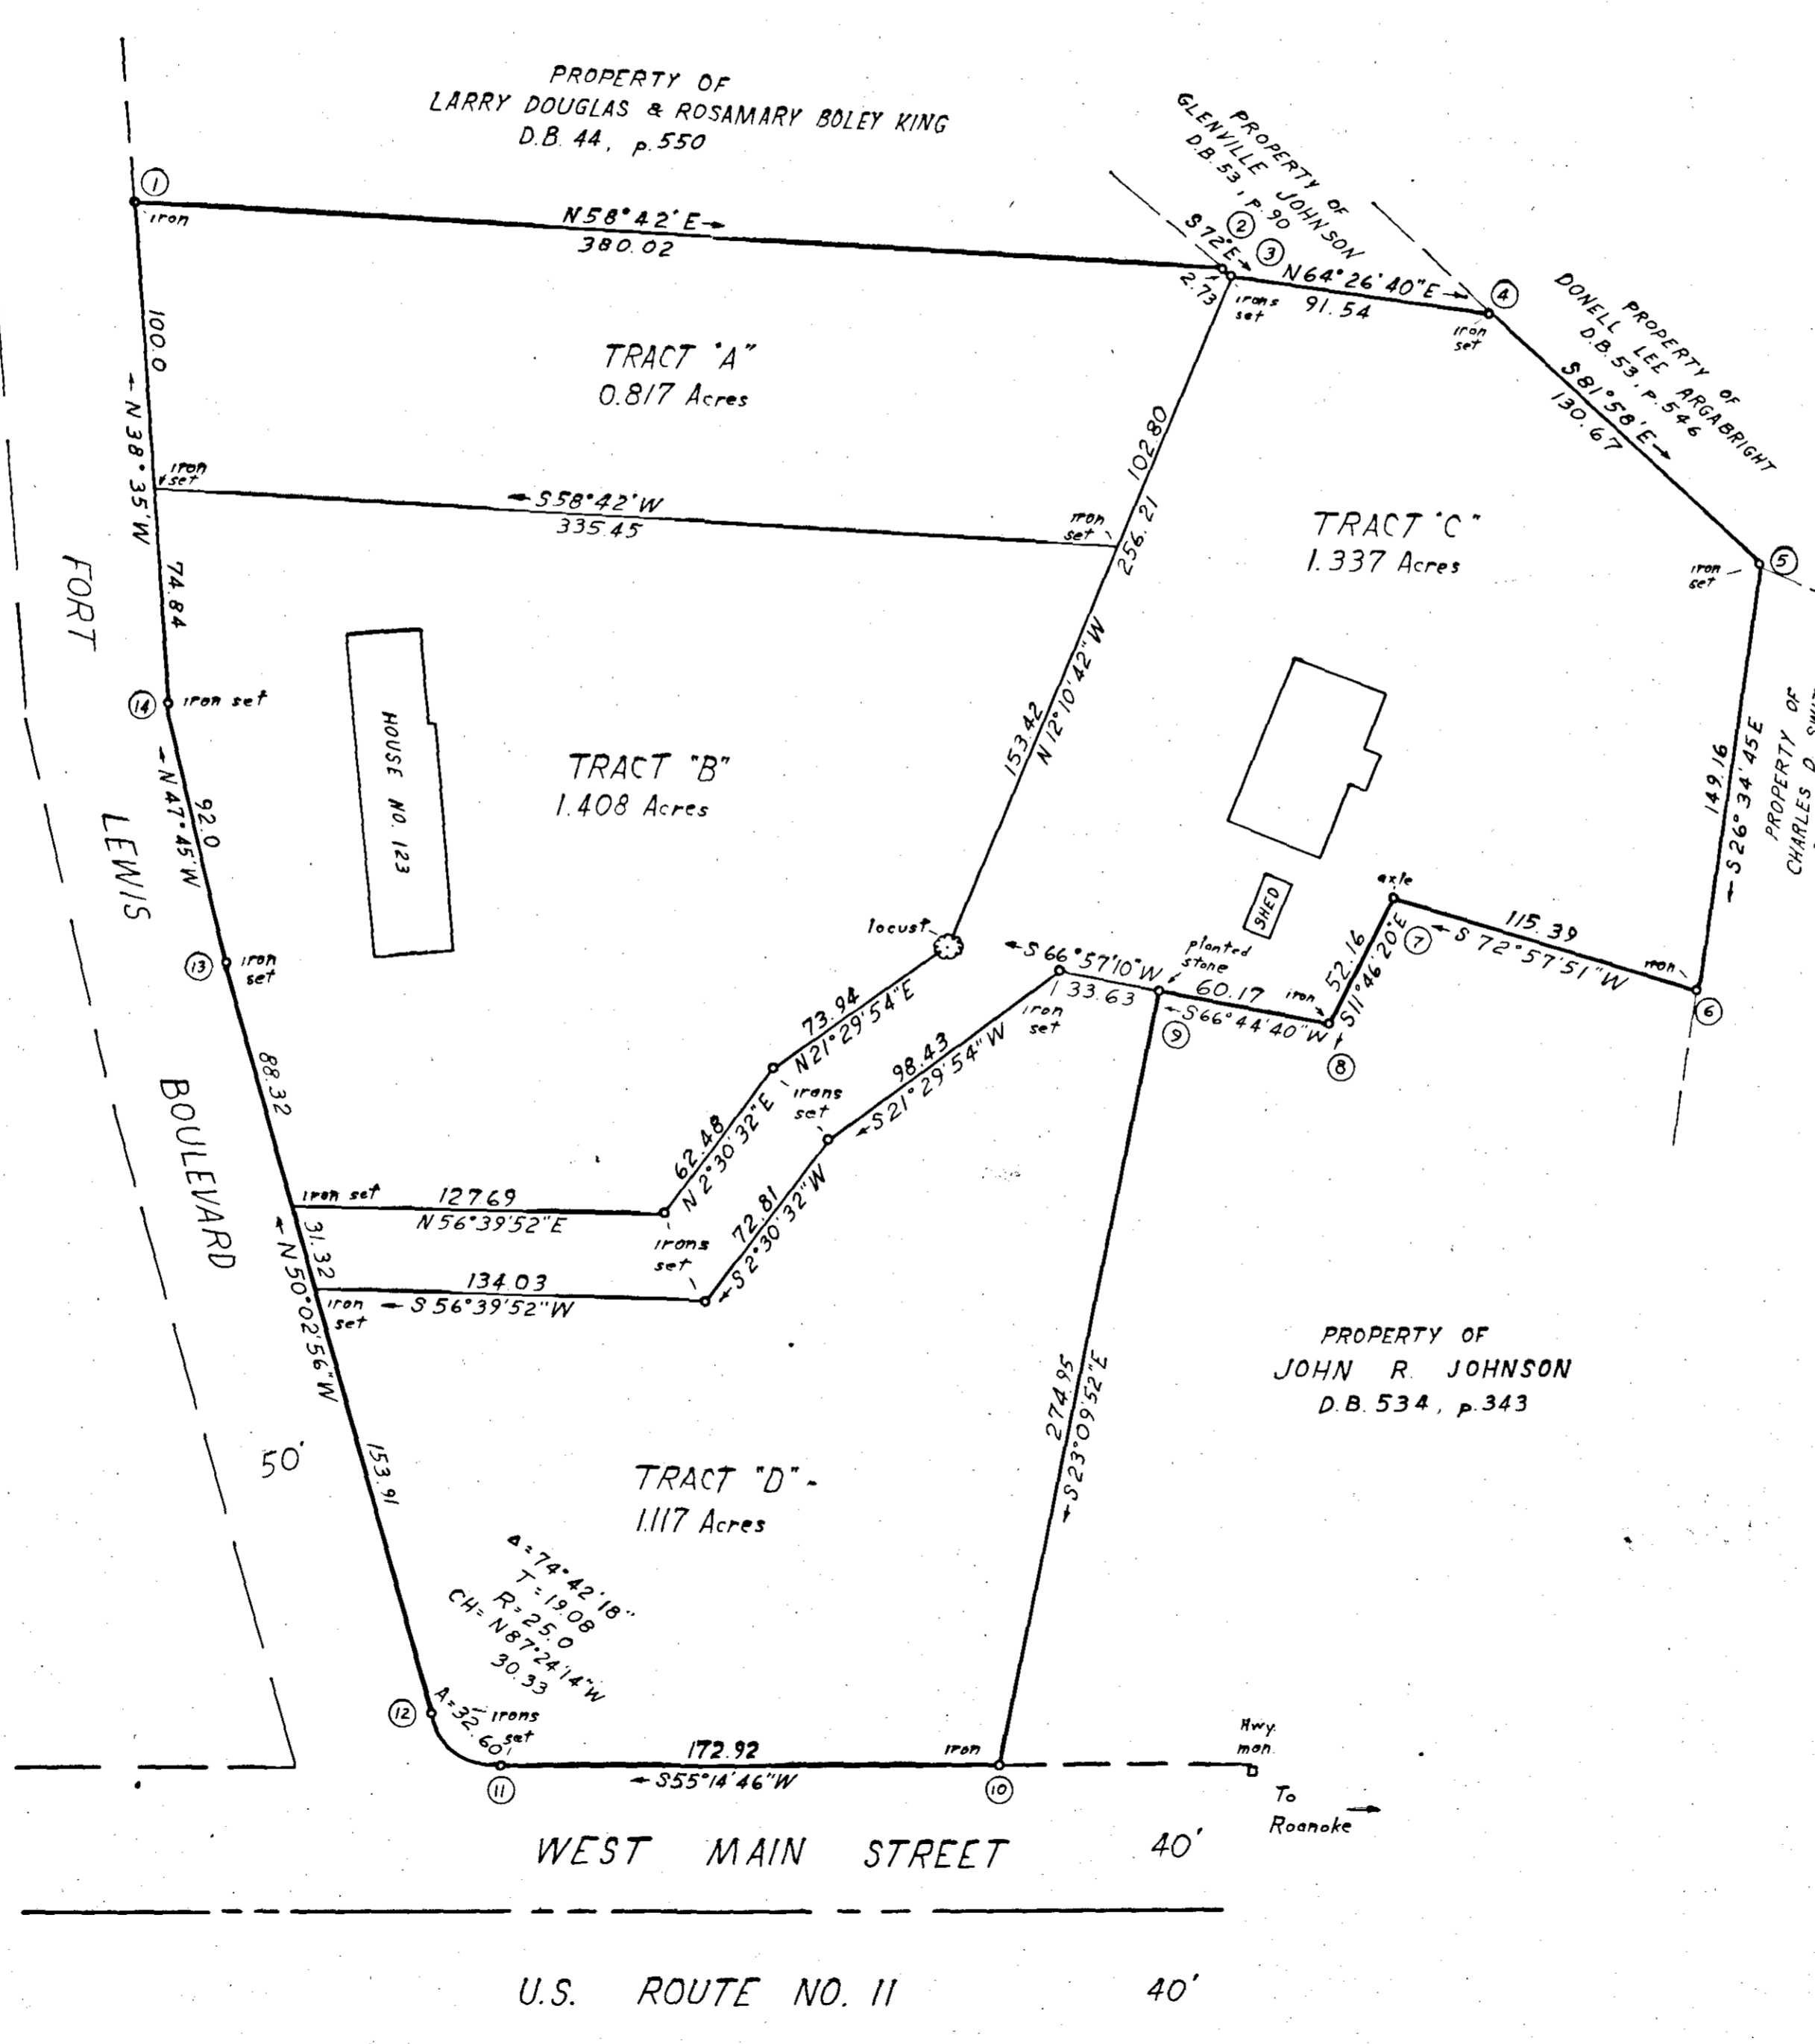 PROPERTY OF
LARRY DOUGLAS & ROSAMARY BOLEY KING
D.B. 44, p. 550
PROPERTY OF
GLENVILLE JOHNSON
D.B. 53, P. 90
1
iron
N58°42'E
380.02
S72°E
2.73
2
3
irons
set
N64°26'40"E
91.54
4
iron
set
PROPERTY OF
DONELL LEE ARGABRIGHT
D.B. 53, P. 546
S81°58'E
130.67
100.0
N38°35'W
TRACT "A"
0.817 Acres
102.80
256.21
iron
set
S58°42'W
335.45
iron
set
TRACT "C"
1.337 Acres
iron
set
5
74.84
FORT
14
iron set
HOUSE NO. 123
TRACT "B"
1.408 Acres
153.42
N12°10'42"W
149.16
S26°34'45E
PROPERTY OF
CHARLES D.
92.0
N47°45'W
LEWIS
13
iron
set
locust
SHED
axle
7
115.39
S72°57'51"W
iron
6
52.16
S11°46'20"E
S66°57'10"W
33.63
iron
set
planted
stone
60.17
iron
S66°44'40"W
9
8
73.94
N21°29'54"E
irons
set
98.43
S21°29'54"W
88.32
BOULEVARD
62.48
N2°30'32"E
iron set
12769
N56°39'52"E
irons
set
72.81
S2°30'32"W
31.32
134.03
S56°39'52"W
iron
set
N50°02'56"W
274.95
S23°09'52"E
PROPERTY OF
JOHN R. JOHNSON
D.B. 534, p. 343
50'
153.91
TRACT "D"-
1.117 Acres
Δ=74°42'18"
T=19.08
R=25.0
CH=N87°24'14"W
30.33
12
A=32.60
irons
set
172.92
S55°14'46"W
iron
11
10
Hwy.
mon.
To
Roanoke
WEST MAIN STREET 40'
U.S. ROUTE NO. 11 40'